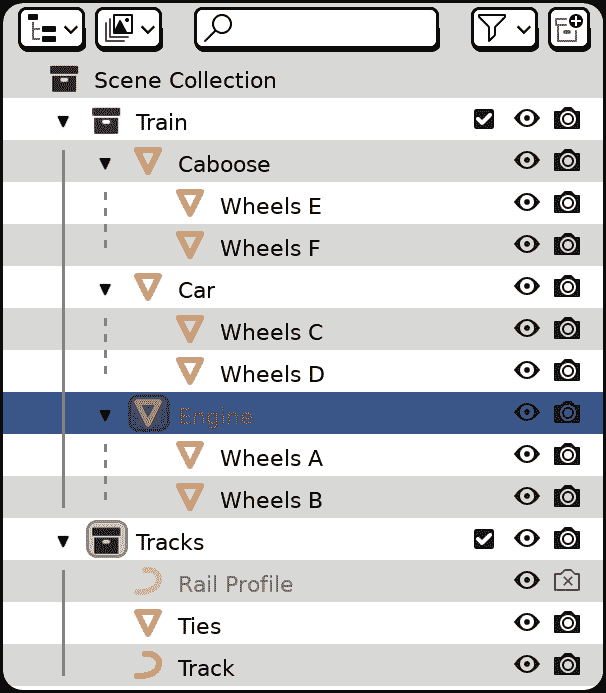 Scene Collection
Train
Caboose
Wheels E
Wheels F
Car
Wheels C
Wheels D
Engine
Wheels A
Wheels B
Tracks
Rail Profile
Ties
Track